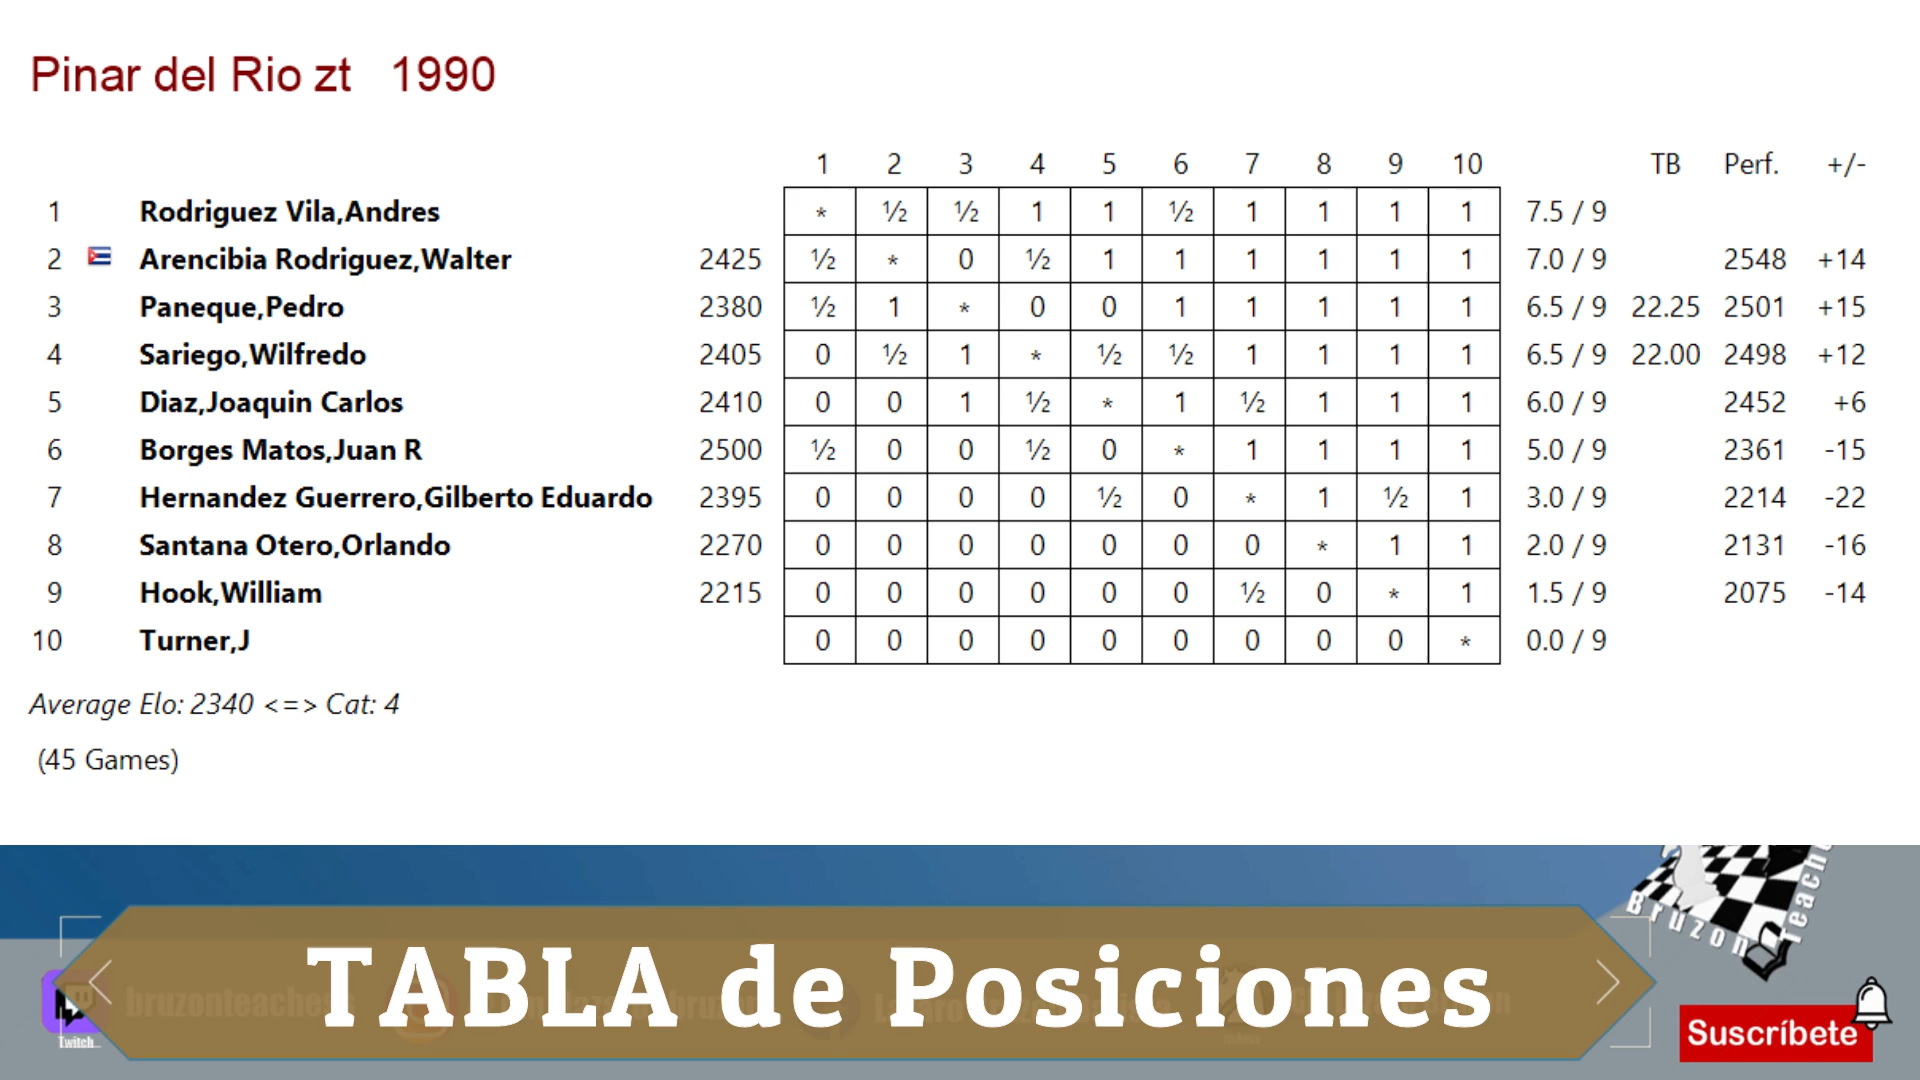 Pinar del Rio zt 1990
1 2 3 4 5 6 7 8 9 10 TB Perf. +/-
1 Rodriguez Vila,Andres * ½ ½ 1 1 ½ 1 1 1 1 7.5 / 9
2 Arencibia Rodriguez,Walter 2425 ½ * 0 ½ 1 1 1 1 1 1 7.0 / 9 2548 +14
3 Paneque,Pedro 2380 ½ 1 * 0 0 1 1 1 1 1 6.5 / 9 22.25 2501 +15
4 Sariego,Wilfredo 2405 0 ½ 1 * ½ ½ 1 1 1 1 6.5 / 9 22.00 2498 +12
5 Diaz,Joaquin Carlos 2410 0 0 1 ½ * 1 ½ 1 1 1 6.0 / 9 2452 +6
6 Borges Matos,Juan R 2500 ½ 0 0 ½ 0 * 1 1 1 1 5.0 / 9 2361 -15
7 Hernandez Guerrero,Gilberto Eduardo 2395 0 0 0 0 ½ 0 * 1 ½ 1 3.0 / 9 2214 -22
8 Santana Otero,Orlando 2270 0 0 0 0 0 0 0 * 1 1 2.0 / 9 2131 -16
9 Hook,William 2215 0 0 0 0 0 0 ½ 0 * 1 1.5 / 9 2075 -14
10 Turner,J 0 0 0 0 0 0 0 0 0 * 0.0 / 9
Average Elo: 2340 <=> Cat: 4
(45 Games)
Bruzon Teach
TABLA de Posiciones
bruzonteaches
Twitch
Suscríbete